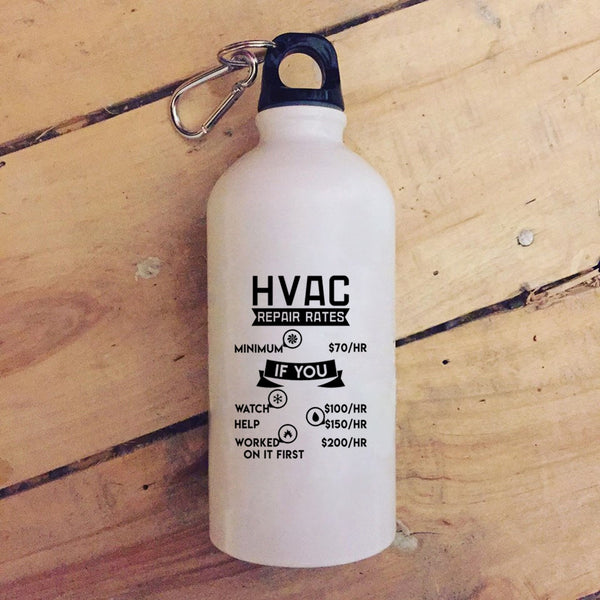 HVAC
REPAIR RATES
MINIMUM $70/HR
IF YOU
WATCH $100/HR
HELP $150/HR
WORKED $200/HR
ON IT FIRST